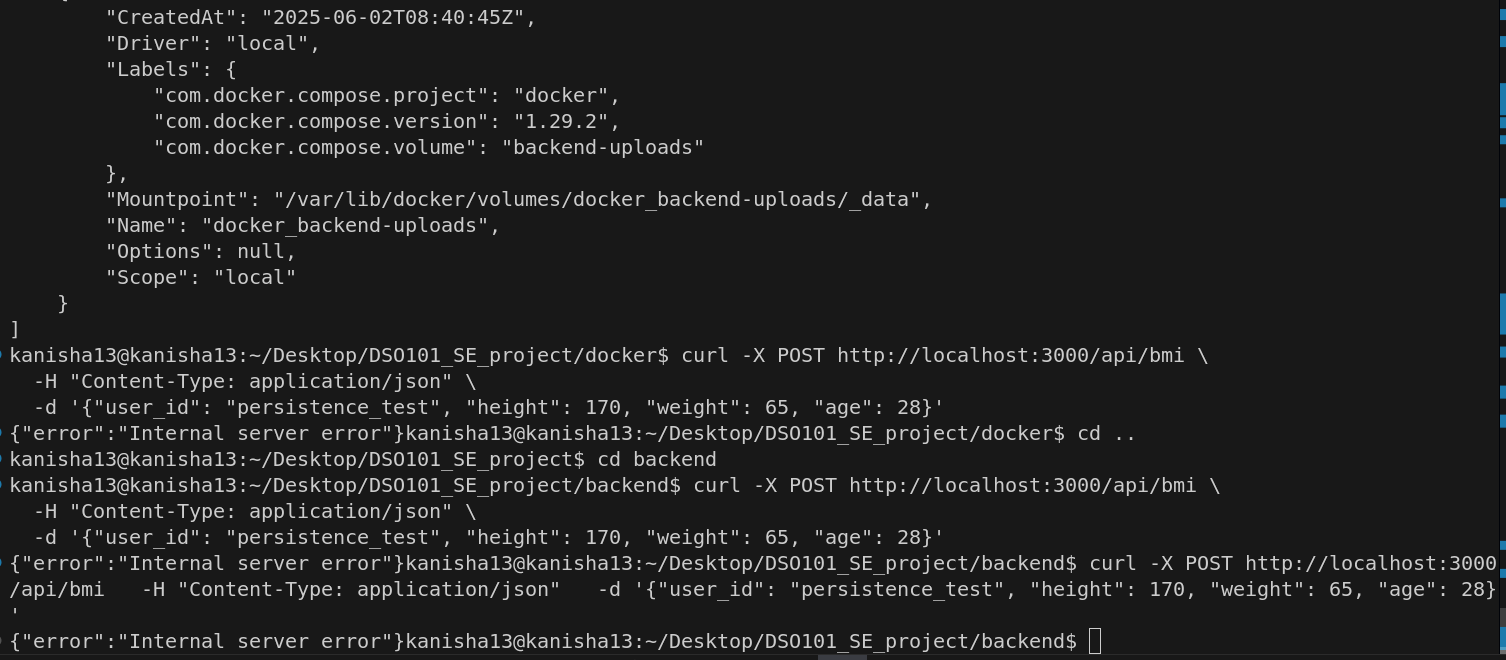 "CreatedAt": "2025-06-02T08:40:45Z",
        "Driver": "local",
        "Labels": {
            "com.docker.compose.project": "docker",
            "com.docker.compose.version": "1.29.2",
            "com.docker.compose.volume": "backend-uploads"
        },
        "Mountpoint": "/var/lib/docker/volumes/docker_backend-uploads/_data",
        "Name": "docker_backend-uploads",
        "Options": null,
        "Scope": "local"
    }
]
kanisha13@kanisha13:~/Desktop/DSO101_SE_project/docker$ curl -X POST http://localhost:3000/api/bmi \
  -H "Content-Type: application/json" \
  -d '{"user_id": "persistence_test", "height": 170, "weight": 65, "age": 28}'
{"error":"Internal server error"}kanisha13@kanisha13:~/Desktop/DSO101_SE_project/docker$ cd ..
kanisha13@kanisha13:~/Desktop/DSO101_SE_project$ cd backend
kanisha13@kanisha13:~/Desktop/DSO101_SE_project/backend$ curl -X POST http://localhost:3000/api/bmi \
  -H "Content-Type: application/json" \
  -d '{"user_id": "persistence_test", "height": 170, "weight": 65, "age": 28}'
{"error":"Internal server error"}kanisha13@kanisha13:~/Desktop/DSO101_SE_project/backend$ curl -X POST http://localhost:3000
/api/bmi   -H "Content-Type: application/json"   -d '{"user_id": "persistence_test", "height": 170, "weight": 65, "age": 28}
'
{"error":"Internal server error"}kanisha13@kanisha13:~/Desktop/DSO101_SE_project/backend$